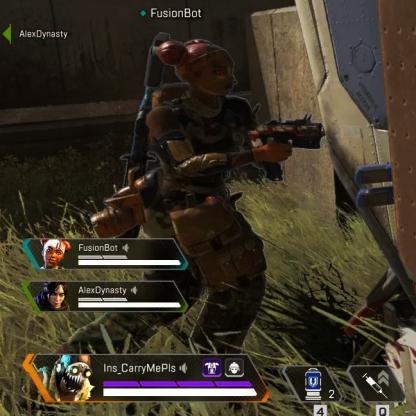 FusionBot
AlexDynasty
FusionBot
AlexDynasty
Ins_CarryMePls
2
4
0